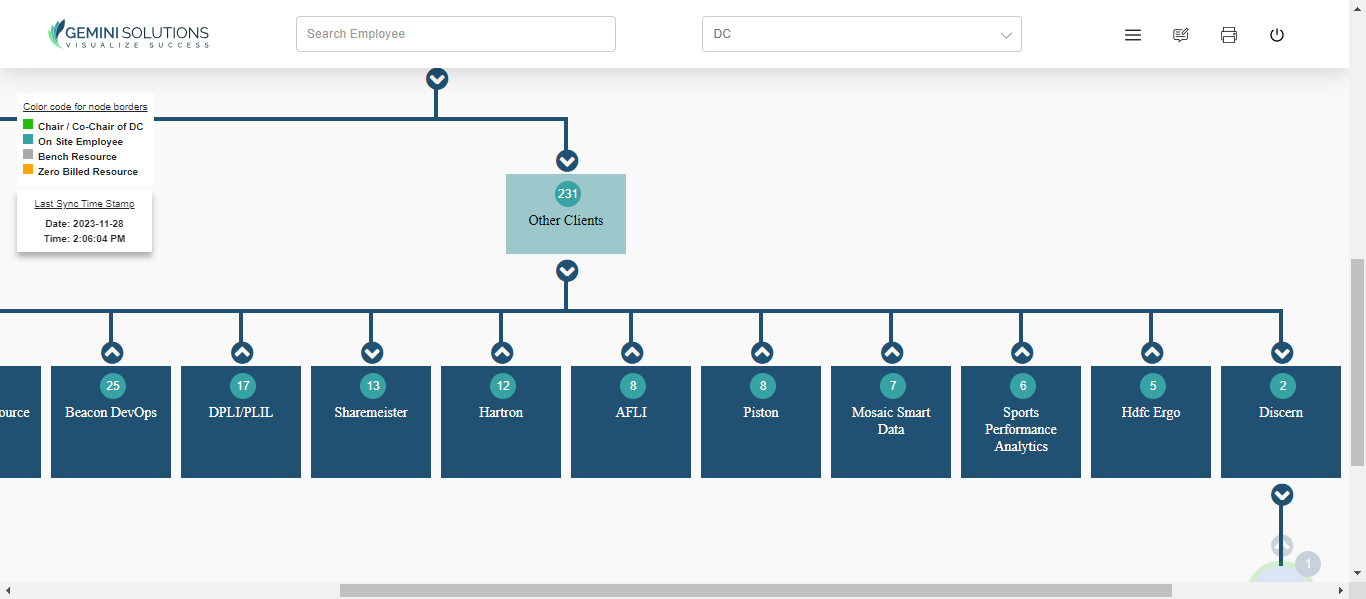 GEMINI SOLUTIONS
VISUALIZE SUCCESS
Search Employee
DC
Color code for node borders
Chair / Co-Chair of DC
On Site Employee
Bench Resource
Zero Billed Resource
Last Sync Time Stamp
Date: 2023-11-28
Time: 2:06:04 PM
231
Other Clients
ource
25
Beacon DevOps
17
DPLI/PLIL
13
Sharemeister
12
Hartron
8
AFLI
8
Piston
7
Mosaic Smart
Data
6
Sports
Performance
Analytics
5
Hdfc Ergo
2
Discern
1